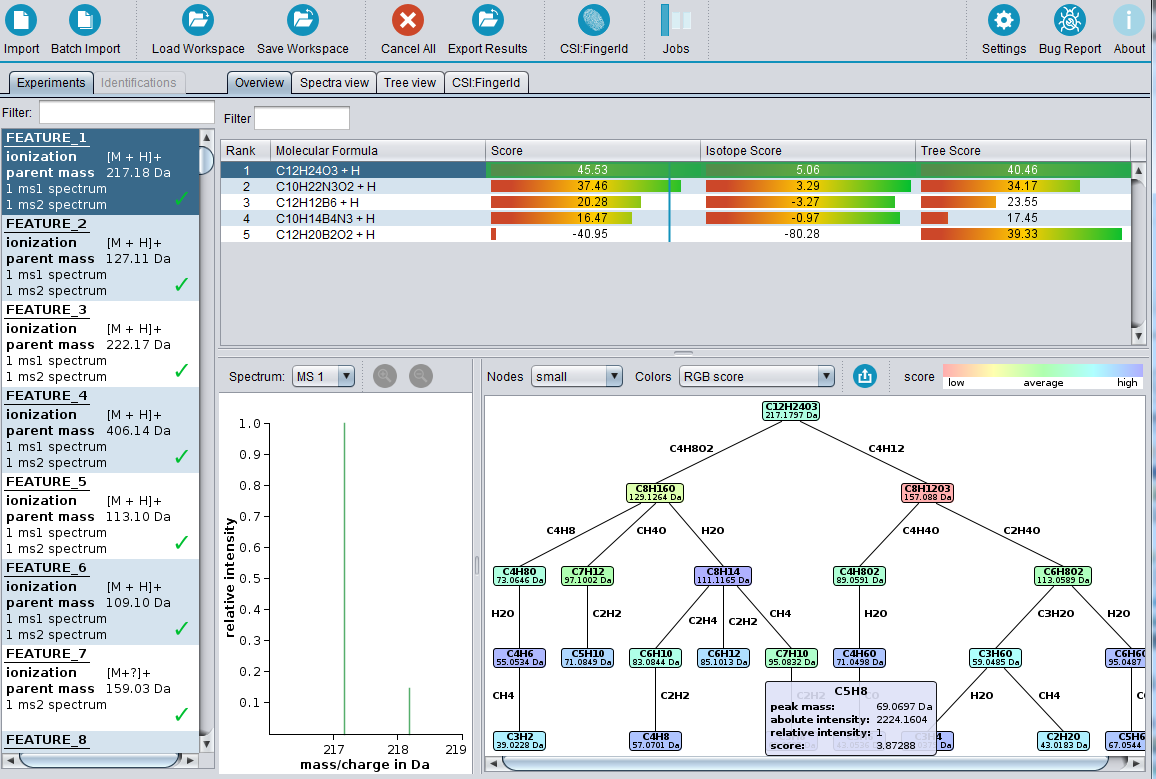 Import Batch Import Load Workspace Save Workspace Cancel All Export Results CSI:FingerId Jobs Settings Bug Report About
Experiments Identifications
Filter:
FEATURE_1
ionization [M + H]+
parent mass 217.18 Da
1 ms1 spectrum
1 ms2 spectrum
FEATURE_2
ionization [M + H]+
parent mass 127.11 Da
1 ms1 spectrum
1 ms2 spectrum
FEATURE_3
ionization [M + H]+
parent mass 222.17 Da
1 ms1 spectrum
1 ms2 spectrum
FEATURE_4
ionization [M + H]+
parent mass 406.14 Da
1 ms1 spectrum
1 ms2 spectrum
FEATURE_5
ionization [M + H]+
parent mass 113.10 Da
1 ms1 spectrum
1 ms2 spectrum
FEATURE_6
ionization [M + H]+
parent mass 109.10 Da
1 ms1 spectrum
1 ms2 spectrum
FEATURE_7
ionization [M+?]+
parent mass 159.03 Da
1 ms2 spectrum
FEATURE_8
Overview Spectra view Tree view CSI:FingerId
Filter
Rank Molecular Formula Score Isotope Score Tree Score
1 C12H24O3 + H 45.53 5.06 40.46
2 C10H22N3O2 + H 37.46 3.29 34.17
3 C12H12B6 + H 20.28 -3.27 23.55
4 C10H14B4N3 + H 16.47 -0.97 17.45
5 C12H20B2O2 + H -40.95 -80.28 39.33
Spectrum: MS 1
1.0
0.9
0.8
0.7
0.6
0.5
0.4
0.3
0.2
0.1
relative intensity
217 218 219
mass/charge in Da
Nodes small Colors RGB score score low average high
C12H24O3
217.1797 Da
C4H8O2 C4H12
C8H16O C8H12O3
129.1264 Da 157.088 Da
C4H8 CH4O H2O C4H4O C2H4O
C4H8O C7H12 C8H14 C4H8O2 C6H8O2
73.0646 Da 97.1002 Da 111.1165 Da 89.0591 Da 113.0589 Da
H2O C2H2 C2H4 C2H2 CH4 H2O C3H2O H2O
C4H6 C5H10 C6H10 C6H12 C7H10 C4H6O C3H6O C6H6O
55.0534 Da 71.0849 Da 83.0844 Da 85.1013 Da 95.0832 Da 71.0498 Da 59.0485 Da 95.0487
CH4 C2H2 C2H2 CO H2O CH4
C3H2 C4H8 C3H4 C2H2O C5H6
39.0228 Da 57.0701 Da 43.0183 Da 67.0544
C5H8
peak mass: 69.0697 Da
abolute intensity: 2224.1604
relative intensity: 1
score: 3.87288